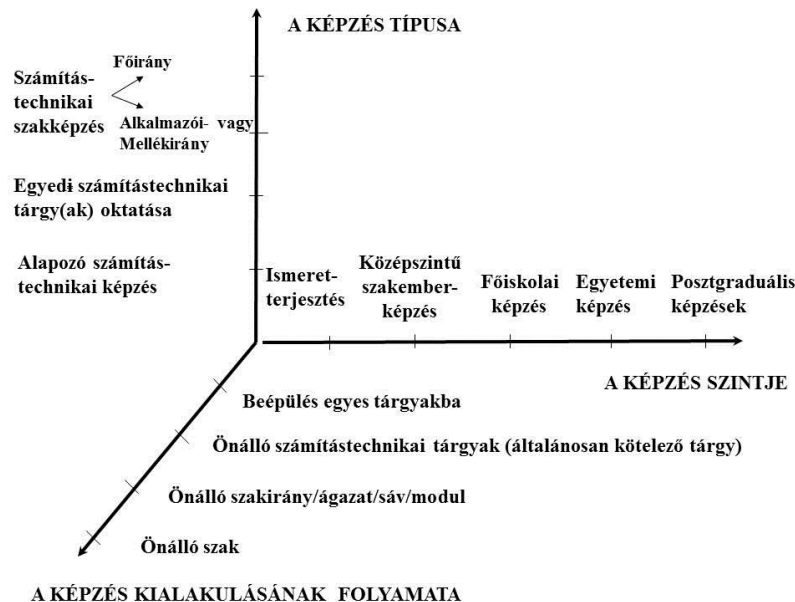 A KÉPZÉS TÍPUSA
Főirány
Számítás-
technikai
szakképzés
Alkalmazói- vagy
Mellékirány
Egyedi számítástechnikai
tárgy(ak) oktatása
Alapozó számítás-
technikai képzés
Ismeret-
terjesztés
Középszintű
szakember-
képzés
Főiskolai
képzés
Egyetemi
képzés
Posztgraduális
képzések
A KÉPZÉS SZINTJE
Beépülés egyes tárgyakba
Önálló számítástechnikai tárgyak (általánosan kötelező tárgy)
Önálló szakirány/ágazat/sáv/modul
Önálló szak
A KÉPZÉS KIALAKULÁSÁNAK FOLYAMATA